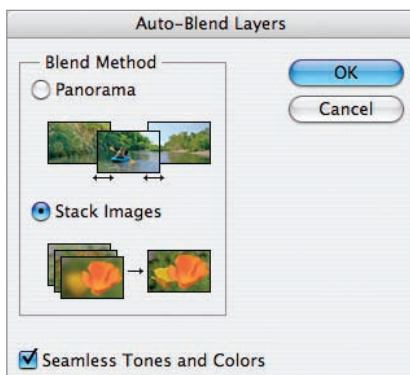 Auto-Blend Layers
Blend Method
Panorama
OK
Cancel
Stack Images
Seamless Tones and Colors